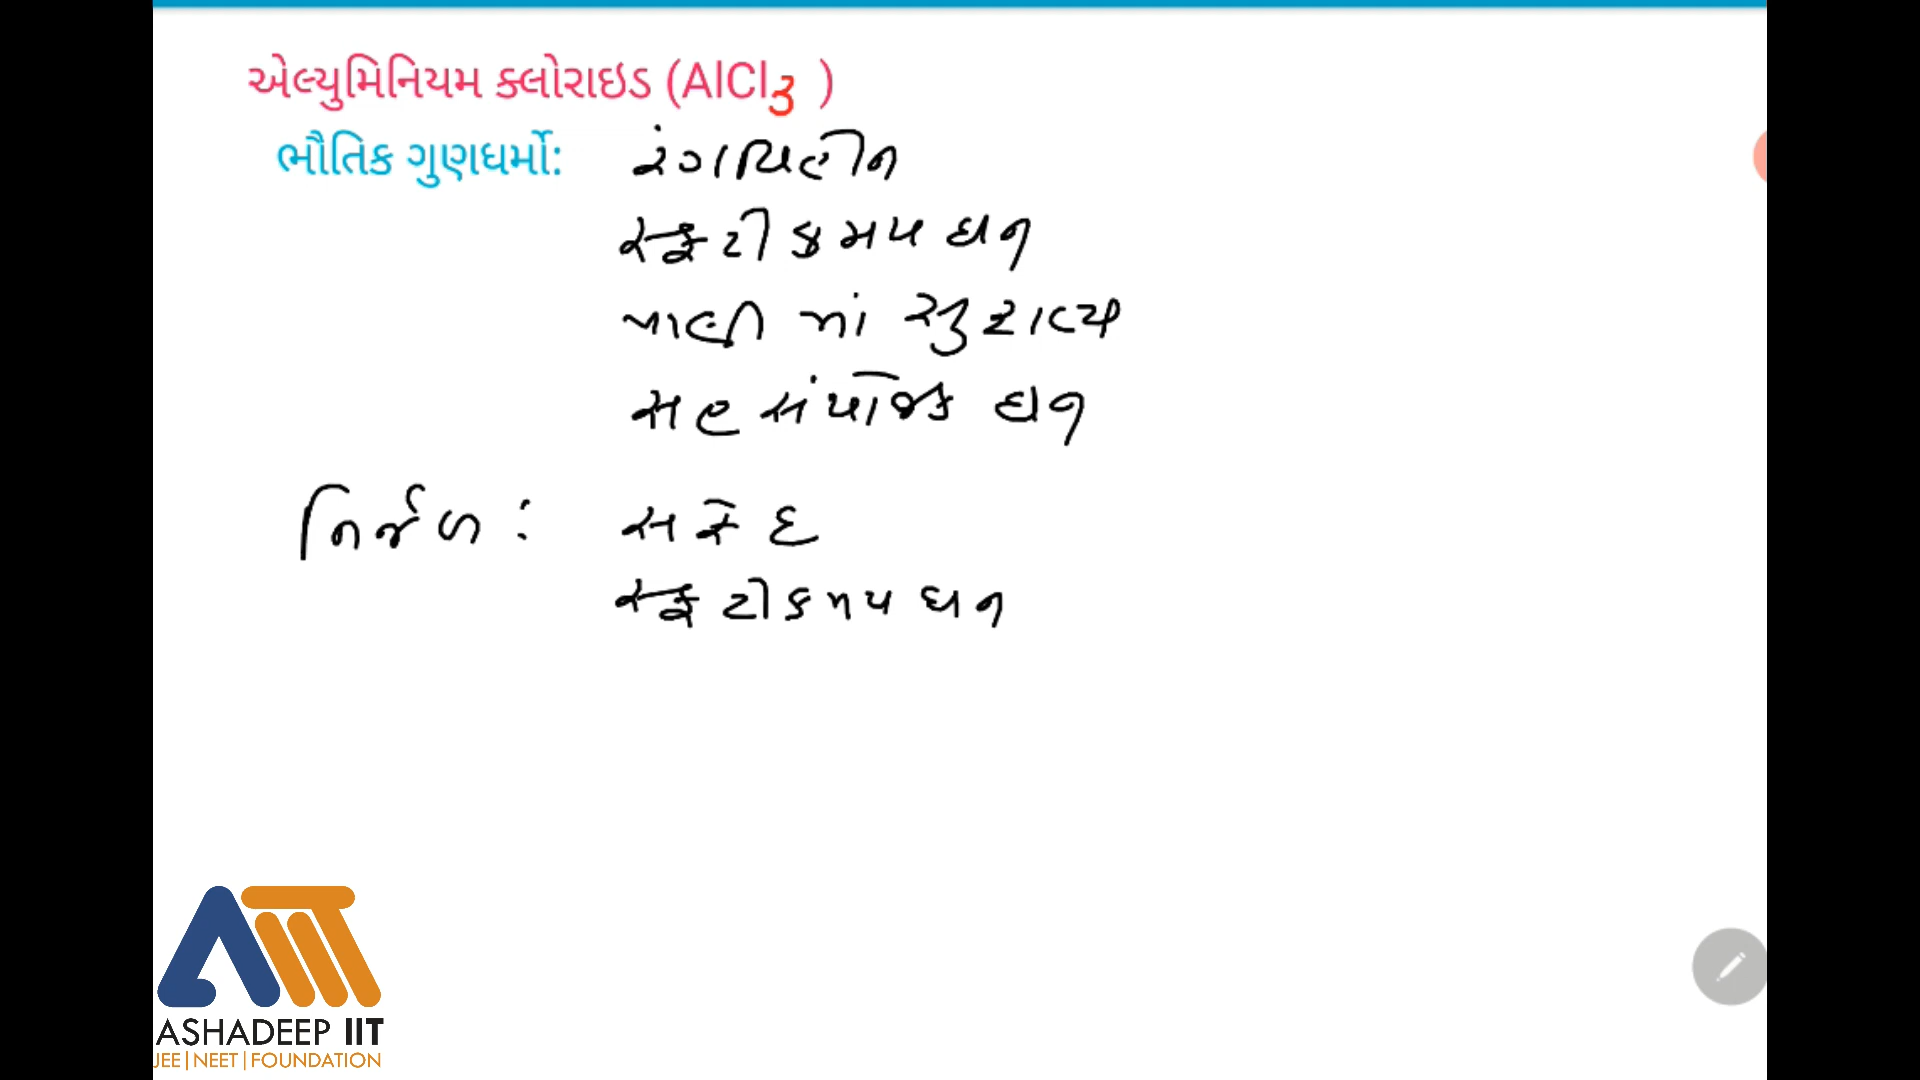 એલ્યુમિનિયમ ક્લોરાઇડ (AlCl3 )
ભૌતિક ગુણધર્મો: રંગવિહીન
સ્ફટીકમય ઘન
પાણી માં સુદ્રાવ્ય
સહસંયોજક ઘન
નિર્જળ : સફેદ
સ્ફટીકમય ઘન
ASHADEEP IIT
JEE|NEET|FOUNDATION